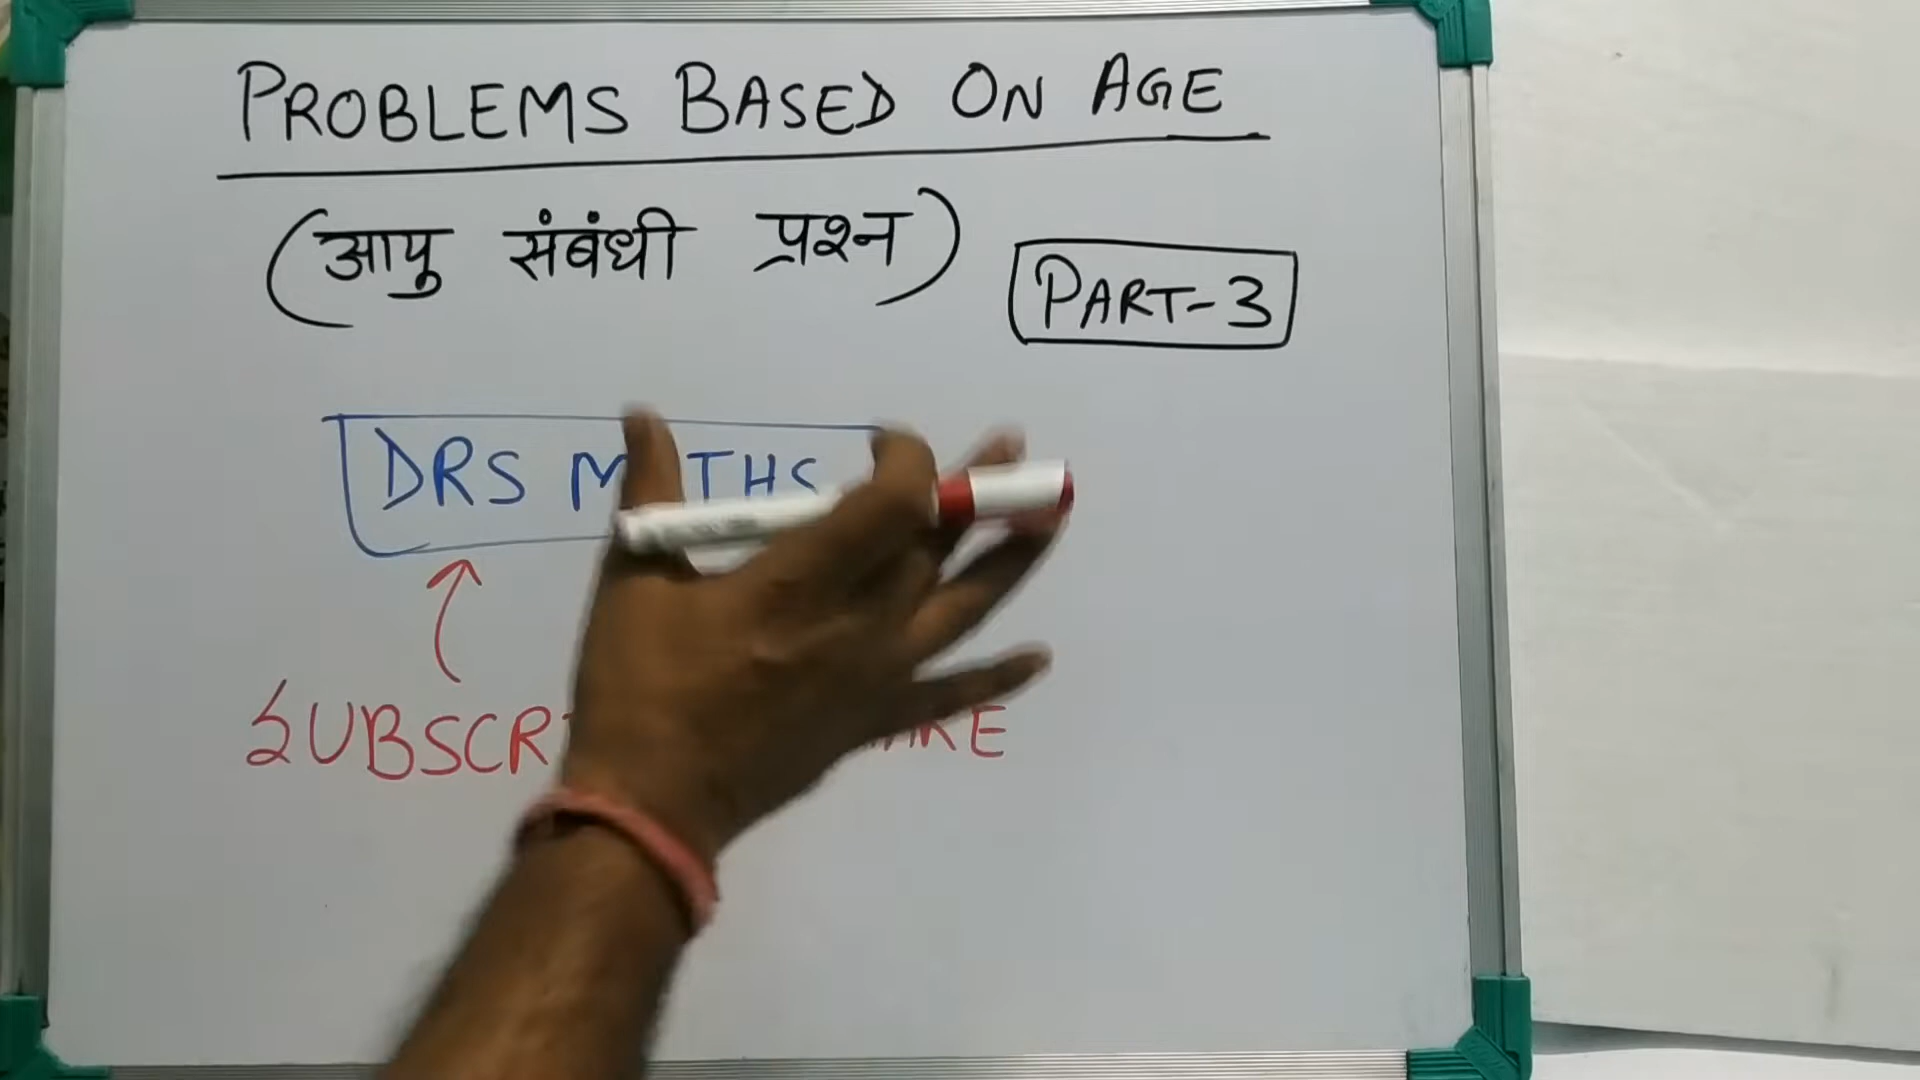 PROBLEMS BASED ON AGE
(आयु संबंधी प्रश्न)
PART-3
DRS